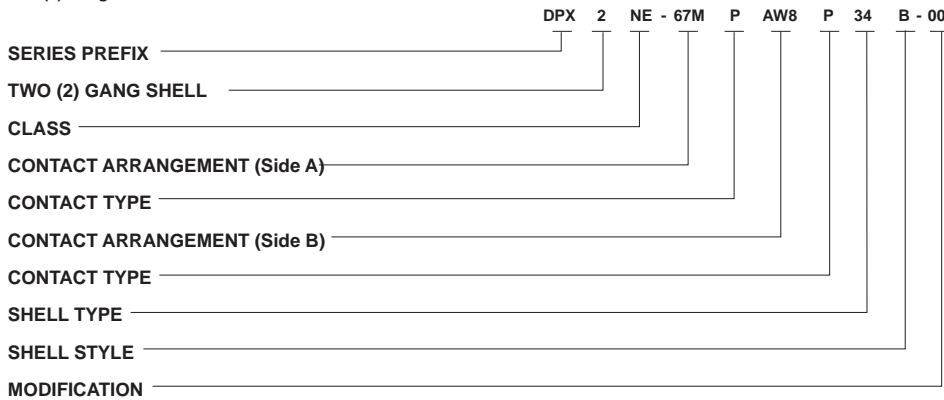 DPX 2 NE - 67M P AW8 P 34 B - 00
SERIES PREFIX
TWO (2) GANG SHELL
CLASS
CONTACT ARRANGEMENT (Side A)
CONTACT TYPE
CONTACT ARRANGEMENT (Side B)
CONTACT TYPE
SHELL TYPE
SHELL STYLE
MODIFICATION